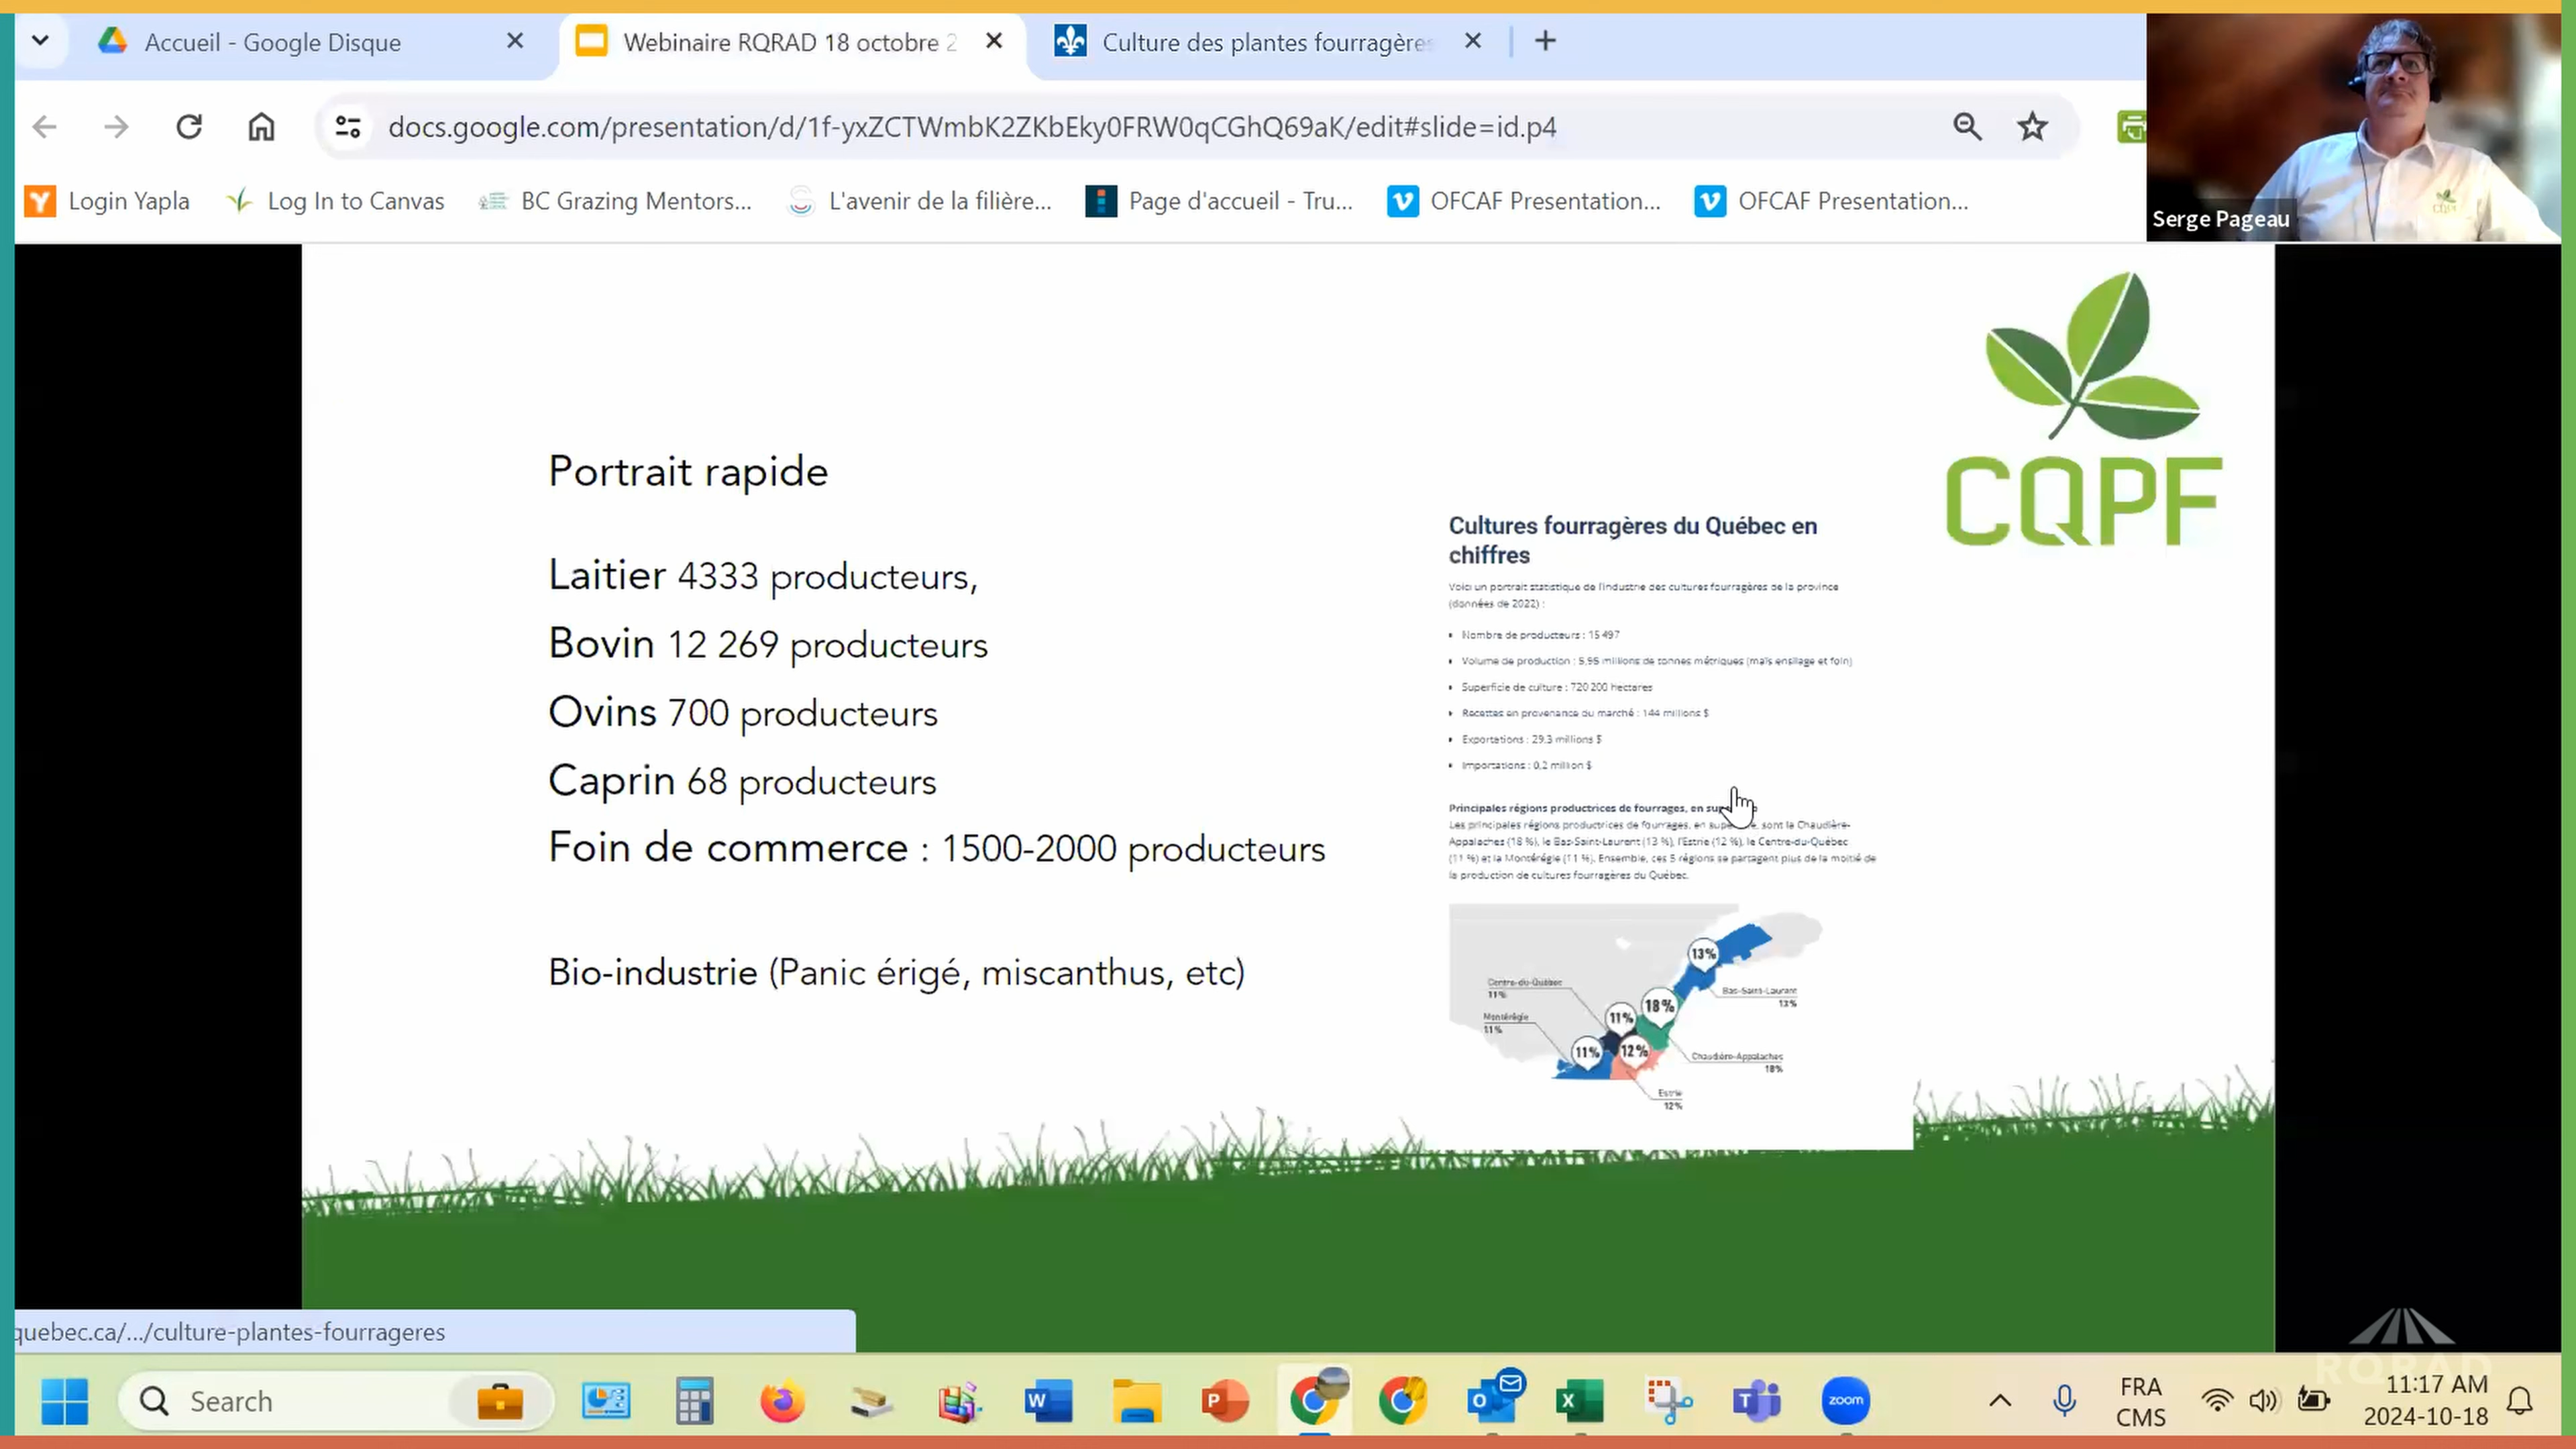 Accueil - Google Disque
Webinaire RQRAD 18 octobre 2
Culture des plantes fourragères
docs.google.com/presentation/d/1f-yxZCTWmbK2ZKbEky0FRW0qCGhQ69aK/edit#slide=id.p4
Login Yapla
Log In to Canvas
BC Grazing Mentors...
L'avenir de la filière...
Page d'accueil - Tru...
OFCAF Presentation...
OFCAF Presentation...
Serge Pageau
CQPF
Portrait rapide
Laitier 4333 producteurs,
Bovin 12 269 producteurs
Ovins 700 producteurs
Caprin 68 producteurs
Foin de commerce : 1500-2000 producteurs
Bio-industrie (Panic érigé, miscanthus, etc)
Cultures fourragères du Québec en
chiffres
Voici un portrait statistique de l'industrie des cultures fourragères de la province
(données de 2022) :
Nombre de producteurs : 15 497
Volume de production : 5,95 millions de tonnes métriques (maïs ensilage et foin)
Superficie de culture : 720 200 hectares
Recettes en provenance du marché : 144 millions $
Exportations : 29,3 millions $
Importations : 0,2 million $
Principales régions productrices de fourrages, en
Les principales régions productrices de fourrages, en sont la Chaudière-
Appalaches (18 %), le Bas-Saint-Laurent (13 %), l'Estrie (12 %), le Centre-du-Québec
(11 %) et la Montérégie (11 %). Ensemble, ces 5 régions se partagent plus de la moitié de
la production de cultures fourragères du Québec.
13%
Centre-du-Québec
11%
Bas-Saint-Laurent
13%
18%
Montérégie
11%
11%
11%
12%
Chaudière-Appalaches
18%
Estrie
12%
quebec.ca/.../culture-plantes-fourrageres
RQRAD
Search
zoom
FRA
CMS
11:17 AM
2024-10-18